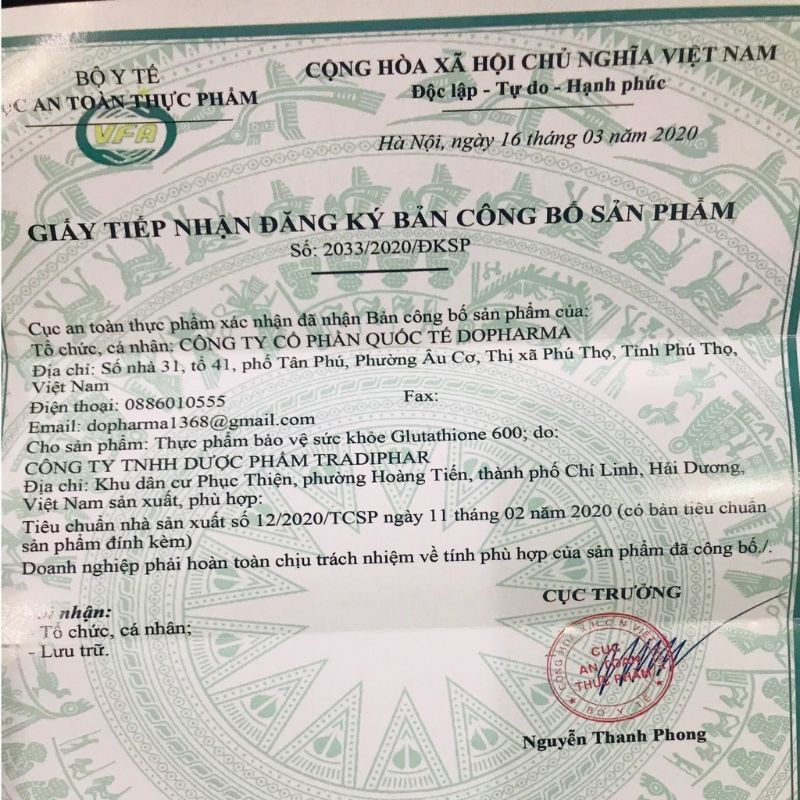 BỘ Y TẾ
CỤC AN TOÀN THỰC PHẨM
VFA
CỘNG HÒA XÃ HỘI CHỦ NGHĨA VIỆT NAM
Độc lập - Tự do - Hạnh phúc
Hà Nội, ngày 16 tháng 03 năm 2020
GIẤY TIẾP NHẬN ĐĂNG KÝ BẢN CÔNG BỐ SẢN PHẨM
Số: 2033/2020/ĐKSP
Cục an toàn thực phẩm xác nhận đã nhận Bản công bố sản phẩm của:
Tổ chức, cá nhân: CÔNG TY CỔ PHẦN QUỐC TẾ DOPHARMA
Địa chỉ: Số nhà 31, tổ 41, phố Tân Phú, Phường Âu Cơ, Thị xã Phú Thọ, Tỉnh Phú Thọ,
Việt Nam
Điện thoại: 0886010555 Fax:
Email: dopharma1368@gmail.com
Cho sản phẩm: Thực phẩm bảo vệ sức khỏe Glutathione 600; do:
CÔNG TY TNHH DƯỢC PHẨM TRADIPHAR
Địa chỉ: Khu dân cư Phục Thiện, phường Hoàng Tiến, thành phố Chí Linh, Hải Dương,
Việt Nam sản xuất, phù hợp:
Tiêu chuẩn nhà sản xuất số 12/2020/TCSP ngày 11 tháng 02 năm 2020 (có bản tiêu chuẩn
sản phẩm đính kèm)
Doanh nghiệp phải hoàn toàn chịu trách nhiệm về tính phù hợp của sản phẩm đã công bố./.
nhận:
- Tổ chức, cá nhân;
- Lưu trữ.
CỤC TRƯỞNG
CỘNG HÒA X.H.C.N VIỆT
CỤC
AN TOÀN
THỰC PHẨM
BỘ Y TẾ
Nguyễn Thanh Phong